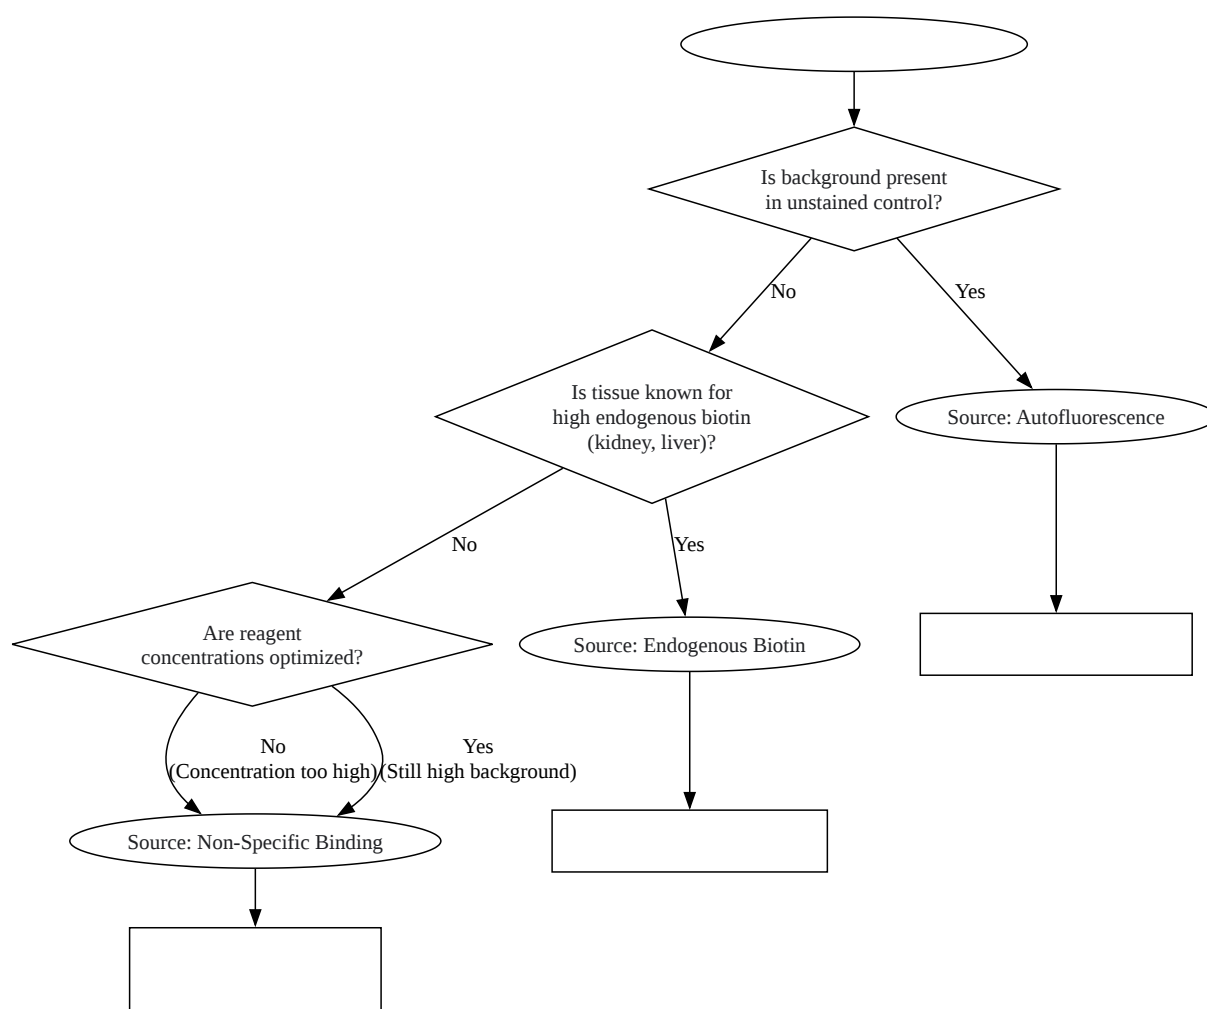 Is background present
in unstained control?
No
Yes
Is tissue known for
high endogenous biotin
(kidney, liver)?
Source: Autofluorescence
No
Yes
Are reagent
concentrations optimized?
Source: Endogenous Biotin
No
(Concentration too high)
Yes
(Still high background)
Source: Non-Specific Binding